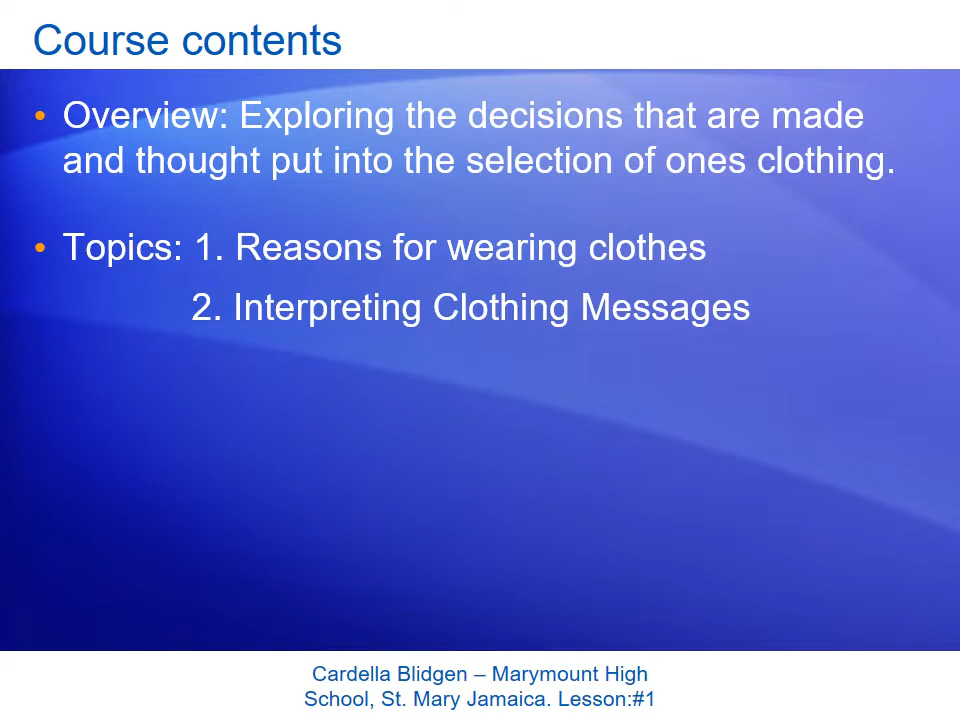 Course contents
• Overview: Exploring the decisions that are made
and thought put into the selection of ones clothing.
• Topics: 1. Reasons for wearing clothes
2. Interpreting Clothing Messages
Cardella Blidgen – Marymount High
School, St. Mary Jamaica. Lesson:#1